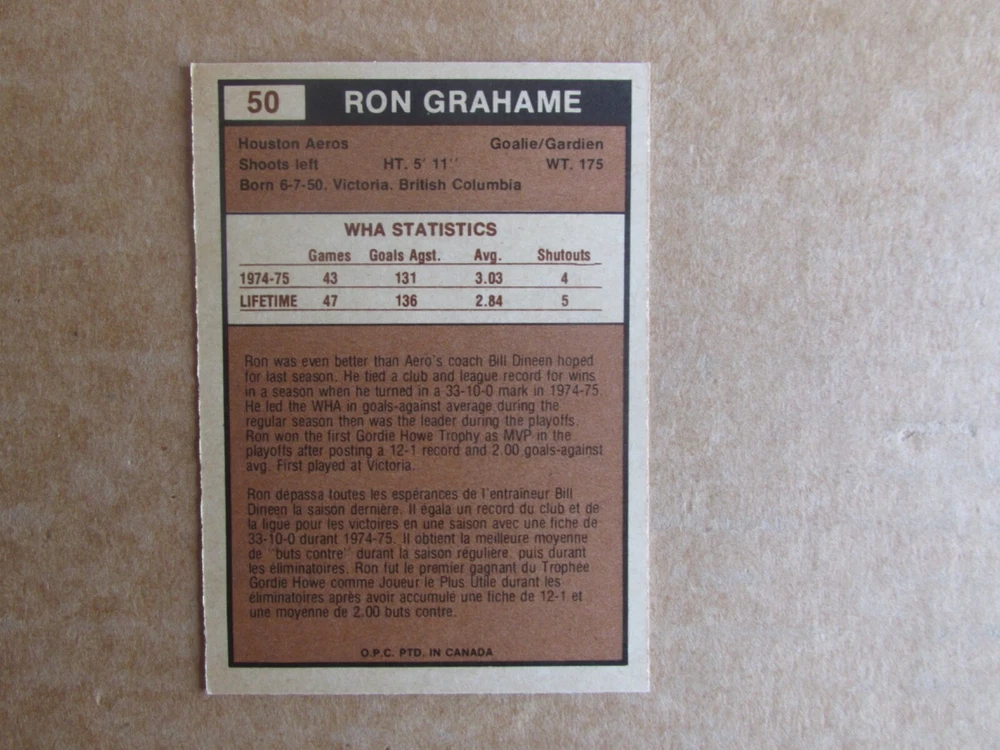 50 RON GRAHAME
Houston Aeros Goalie/Gardien
Shoots left HT. 5' 11'' WT. 175
Born 6-7-50. Victoria. British Columbia
WHA STATISTICS
Games Goals Agst. Avg. Shutouts
1974-75 43 131 3.03 4
LIFETIME 47 136 2.84 5
Ron was even better than Aero's coach Bill Dineen hoped
for last season. He tied a club and league record for wins
in a season when he turned in a 33-10-0 mark in 1974-75.
He led the WHA in goals-against average during the
regular season then was the leader during the playoffs.
Ron won the first Gordie Howe Trophy as MVP in the
playoffs after posting a 12-1 record and 2.00 goals-against
avg. First played at Victoria.
Ron dépassa toutes les espérances de l'entraîneur Bill
Dineen la saison dernière. Il égala un record du club et de
la ligue pour les victoires en une saison avec une fiche de
33-10-0 durant 1974-75. Il obtient la meilleure moyenne
de "buts contre" durant la saison régulière, puis durant
les éliminatoires. Ron fut le premier gagnant du Trophée
Gordie Howe comme Joueur le Plus Utile durant les
éliminatoires après avoir accumulé une fiche de 12-1 et
une moyenne de 2.00 buts contre.
O.P.C. PTD. IN CANADA